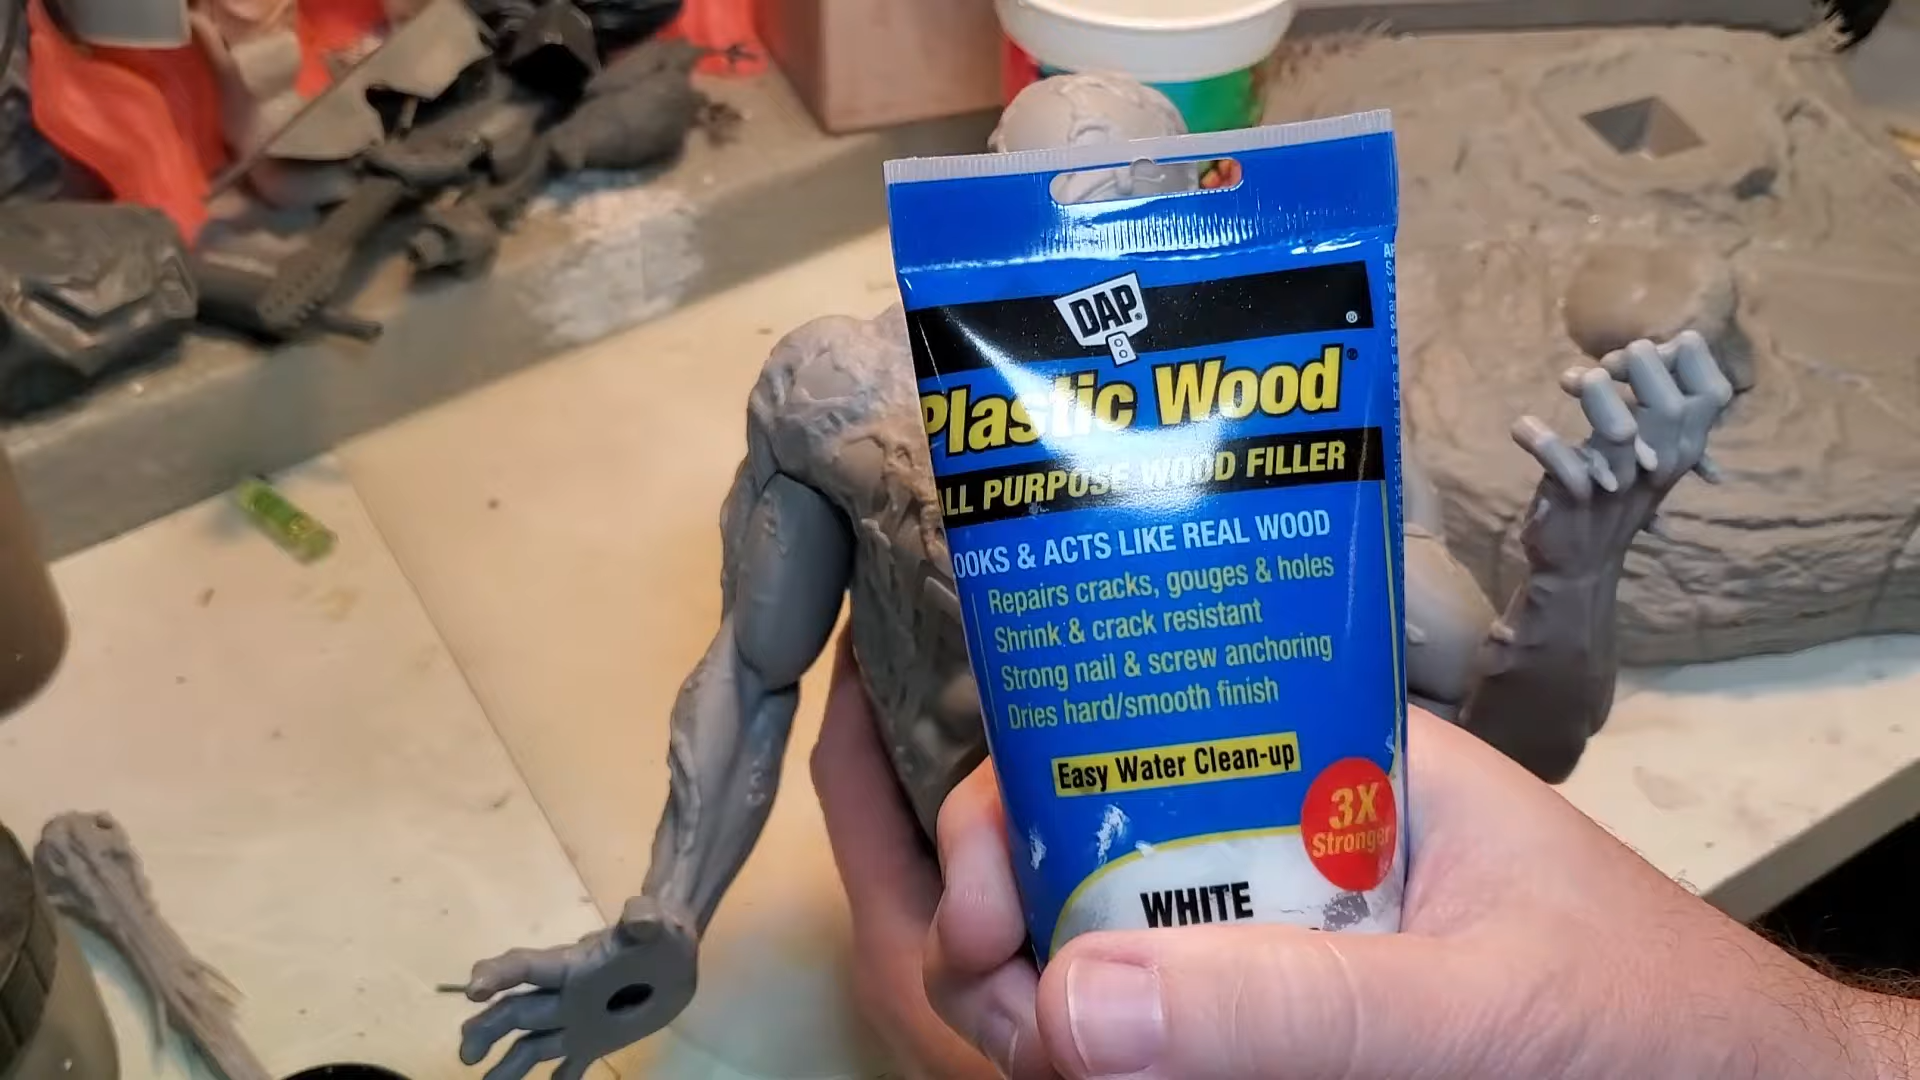 DAP
Plastic Wood
ALL PURPOSE WOOD FILLER
OOKS & ACTS LIKE REAL WOOD
Repairs cracks, gouges & holes
Shrink & crack resistant
Strong nail & screw anchoring
Dries hard/smooth finish
Easy Water Clean-up
3X
Stronger
WHITE